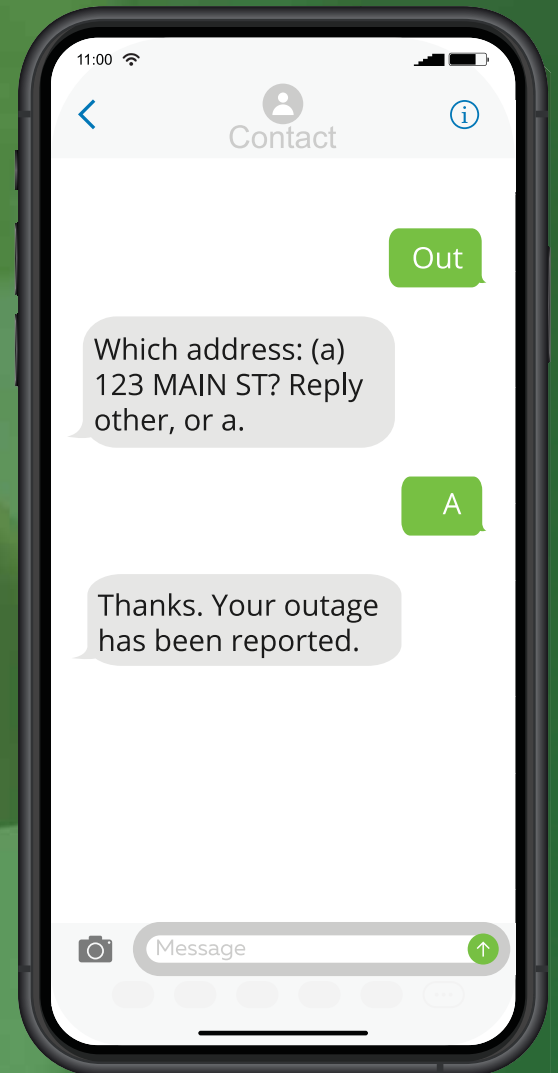 11:00
Contact
Out
Which address: (a)
123 MAIN ST? Reply
other, or a.
A
Thanks. Your outage
has been reported.
Message